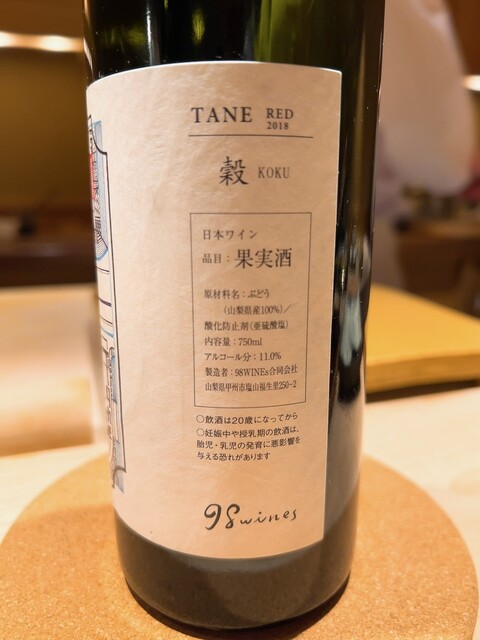 TANE RED
2018
穀 KOKU
日本ワイン
品目：果実酒
原材料名：ぶどう
（山梨県産100%）／
酸化防止剤（亜硫酸塩）
内容量：750ml
アルコール分：11.0%
製造者：98WINEs合同会社
山梨県甲州市塩山福生里250-2
○飲酒は20歳になってから
○妊娠中や授乳期の飲酒は、
胎児・乳児の発育に悪影響を
与える恐れがあります
98wines